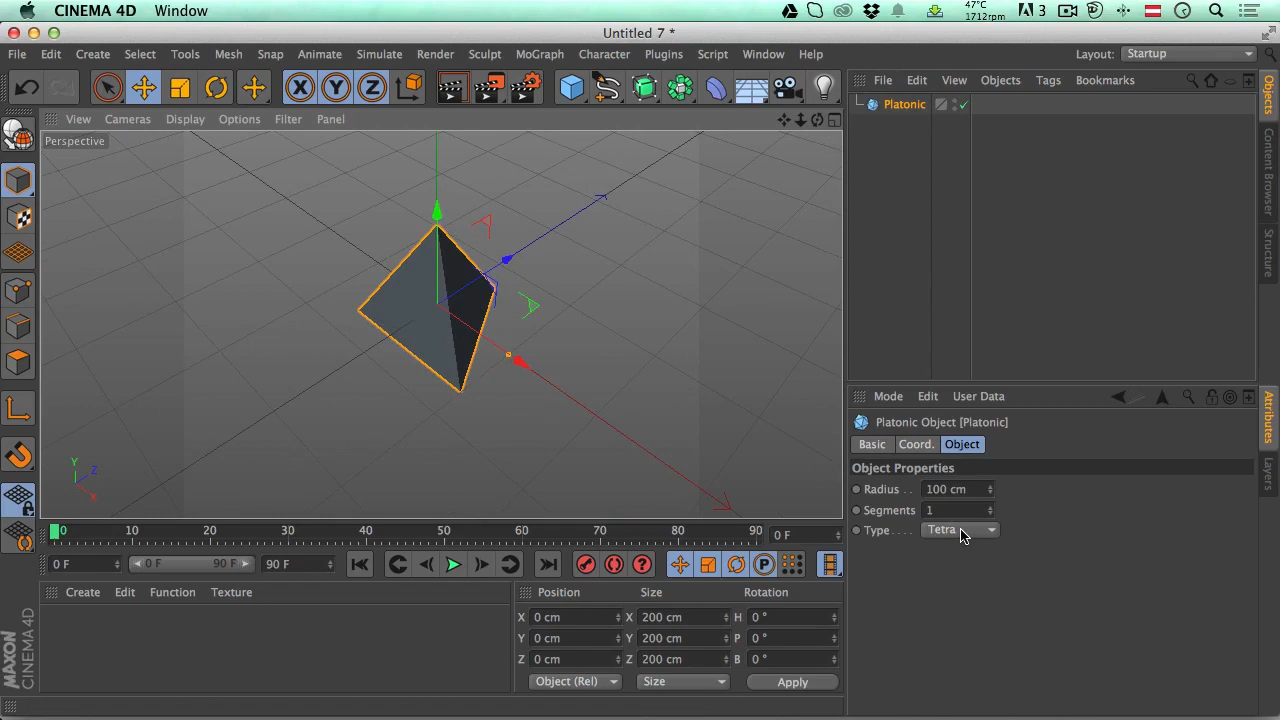 CINEMA 4D Window
47°C
1712rpm
3
Untitled 7 *
File Edit Create Select Tools Mesh Snap Animate Simulate Render Sculpt MoGraph Character Plugins Script Window Help
Layout: Startup
X Y Z
File Edit View Objects Tags Bookmarks
Platonic
View Cameras Display Options Filter Panel
Perspective
Y
Z
X
Objects
Content Browser
Structure
Mode Edit User Data
Platonic Object [Platonic]
Basic Coord. Object
Object Properties
Radius . . 100 cm
Segments 1
Type . . . . Tetra
Attributes
Layers
0 10 20 30 40 50 60 70 80 90
0 F
0 F 0 F 90 F 90 F
P
Create Edit Function Texture
Position Size Rotation
X 0 cm X 200 cm H 0 °
Y 0 cm Y 200 cm P 0 °
Z 0 cm Z 200 cm B 0 °
Object (Rel) Size Apply
MAXON
CINEMA 4D